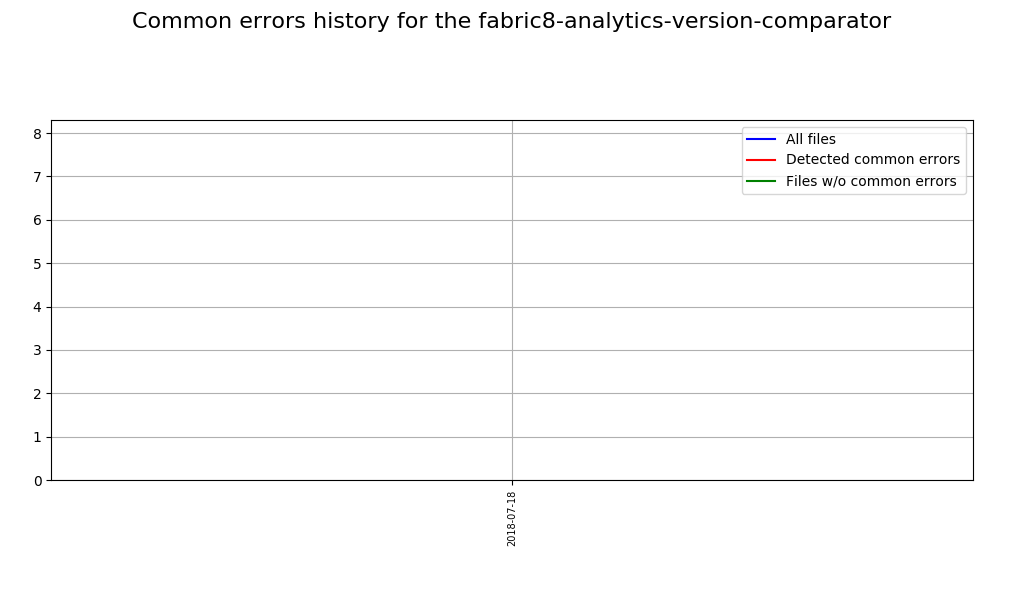 Common errors history for the fabric8-analytics-version-comparator
All files
Detected common errors
Files w/o common errors
8
7
6
5
4
3
2
1
0
2018-07-18